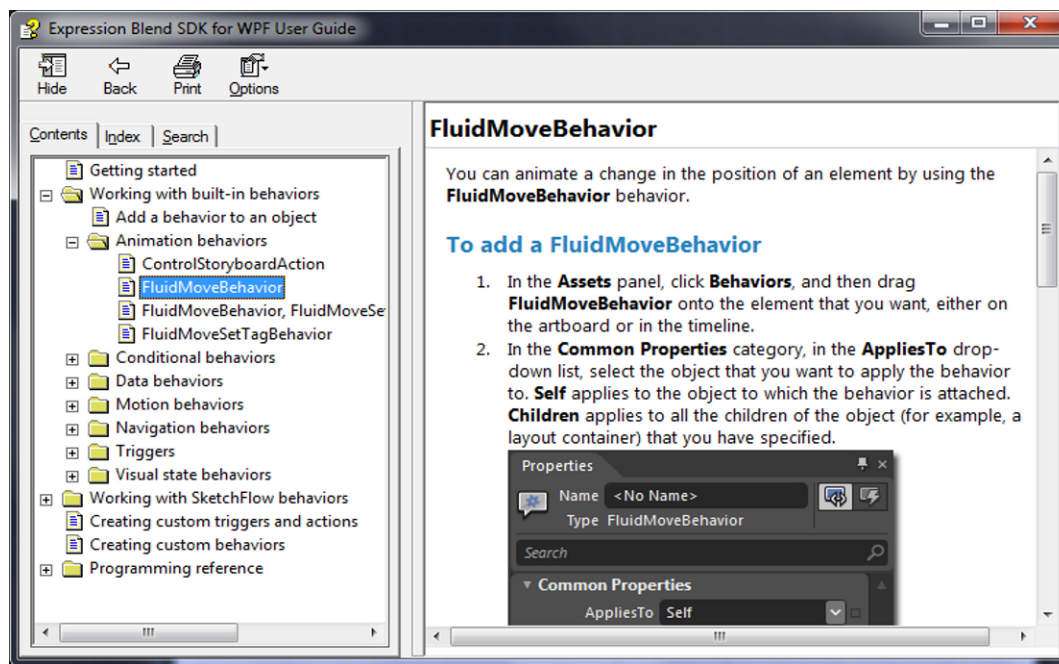 Expression Blend SDK for WPF User Guide
Hide Back Print Options
Contents Index Search
Getting started
Working with built-in behaviors
Add a behavior to an object
Animation behaviors
ControlStoryboardAction
FluidMoveBehavior
FluidMoveBehavior, FluidMoveSe
FluidMoveSetTagBehavior
Conditional behaviors
Data behaviors
Motion behaviors
Navigation behaviors
Triggers
Visual state behaviors
Working with SketchFlow behaviors
Creating custom triggers and actions
Creating custom behaviors
Programming reference
FluidMoveBehavior
You can animate a change in the position of an element by using the
FluidMoveBehavior behavior.
To add a FluidMoveBehavior
1. In the Assets panel, click Behaviors, and then drag
FluidMoveBehavior onto the element that you want, either on
the artboard or in the timeline.
2. In the Common Properties category, in the AppliesTo drop-
down list, select the object that you want to apply the behavior
to. Self applies to the object to which the behavior is attached.
Children applies to all the children of the object (for example, a
layout container) that you have specified.
Properties
Name <No Name>
Type FluidMoveBehavior
Search
Common Properties
AppliesTo Self